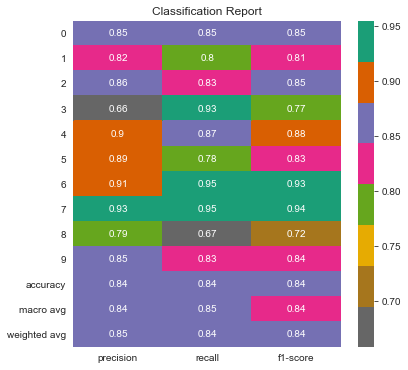 Classification Report
0 0.85 0.85 0.85
1 0.82 0.8 0.81
2 0.86 0.83 0.85
3 0.66 0.93 0.77
4 0.9 0.87 0.88
5 0.89 0.78 0.83
6 0.91 0.95 0.93
7 0.93 0.95 0.94
8 0.79 0.67 0.72
9 0.85 0.83 0.84
accuracy 0.84 0.84 0.84
macro avg 0.84 0.85 0.84
weighted avg 0.85 0.84 0.84
precision recall f1-score
0.95
0.90
0.85
0.80
0.75
0.70